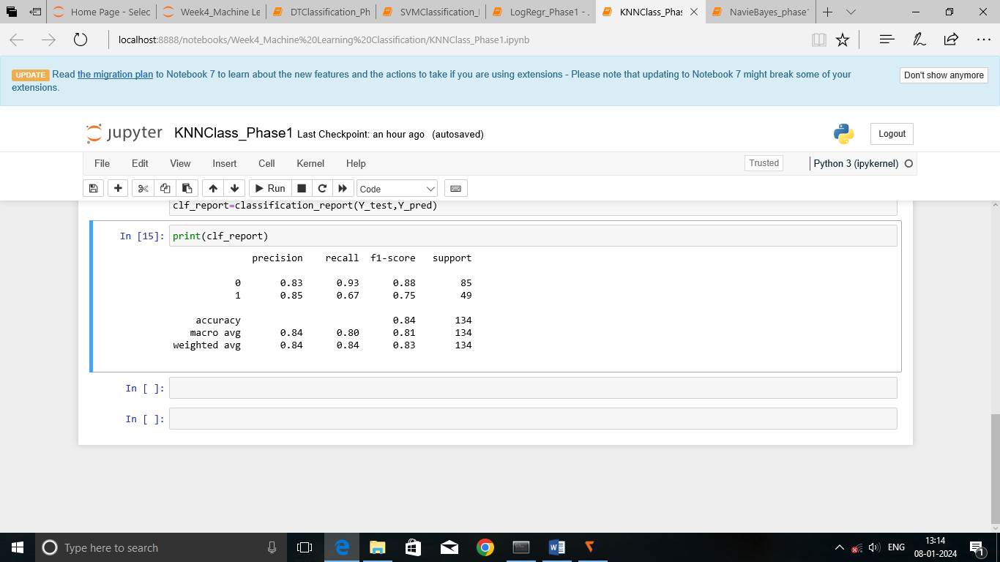 Home Page - Selec
Week4_Machine Le
DTClassification_Ph
SVMClassification_
LogRegr_Phase1 - .
KNNClass_Phas
NavieBayes_phase1
localhost:8888/notebooks/Week4_Machine%20Learning%20Classification/KNNClass_Phase1.ipynb
UPDATE Read the migration plan to Notebook 7 to learn about the new features and the actions to take if you are using extensions - Please note that updating to Notebook 7 might break some of your
extensions.
Don't show anymore
jupyter KNNClass_Phase1 Last Checkpoint: an hour ago (autosaved)
Logout
File Edit View Insert Cell Kernel Help
Trusted
Python 3 (ipykernel)
Run
Code
clf_report=classification_report(Y_test,Y_pred)
In [15]: print(clf_report)
precision recall f1-score support
0 0.83 0.93 0.88 85
1 0.85 0.67 0.75 49
accuracy 0.84 134
macro avg 0.84 0.80 0.81 134
weighted avg 0.84 0.84 0.83 134
In [ ]:
In [ ]:
Type here to search
ENG
13:14
08-01-2024
1